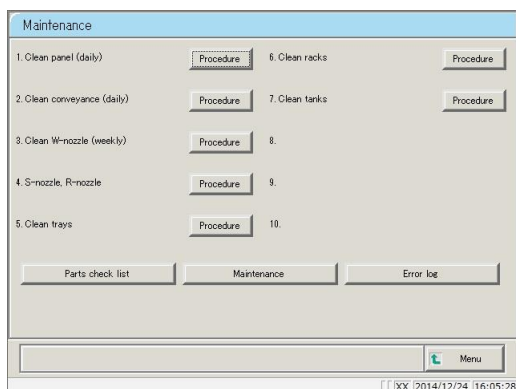 Maintenance
1. Clean panel (daily) Procedure 6. Clean racks Procedure
2. Clean conveyance (daily) Procedure 7. Clean tanks Procedure
3. Clean W-nozzle (weekly) Procedure 8.
4. S-nozzle, R-nozzle Procedure 9.
5. Clean trays Procedure 10.
Parts check list Maintenance Error log
Menu
XX 2014/12/24 16:05:28